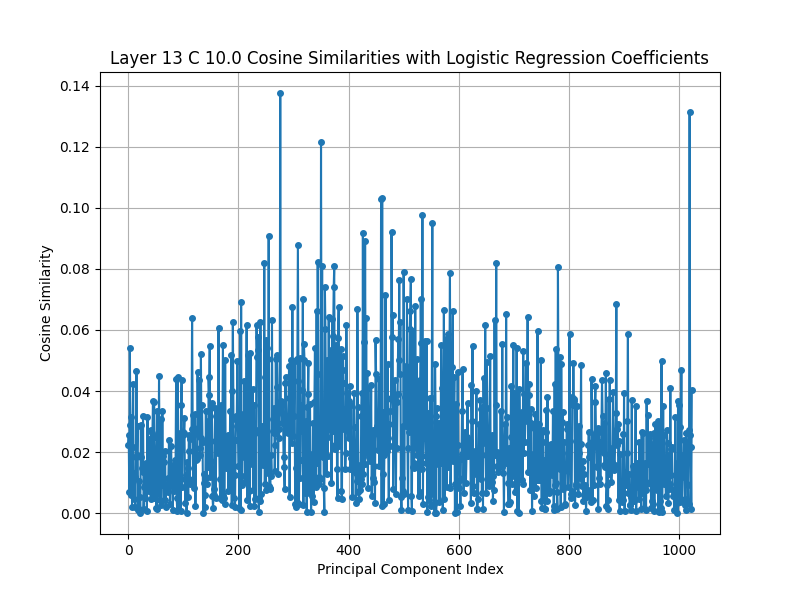 Layer 13 C 10.0 Cosine Similarities with Logistic Regression Coefficients
0.14
0.12
0.10
0.08
0.06
0.04
0.02
0.00
Cosine Similarity
0 200 400 600 800 1000
Principal Component Index